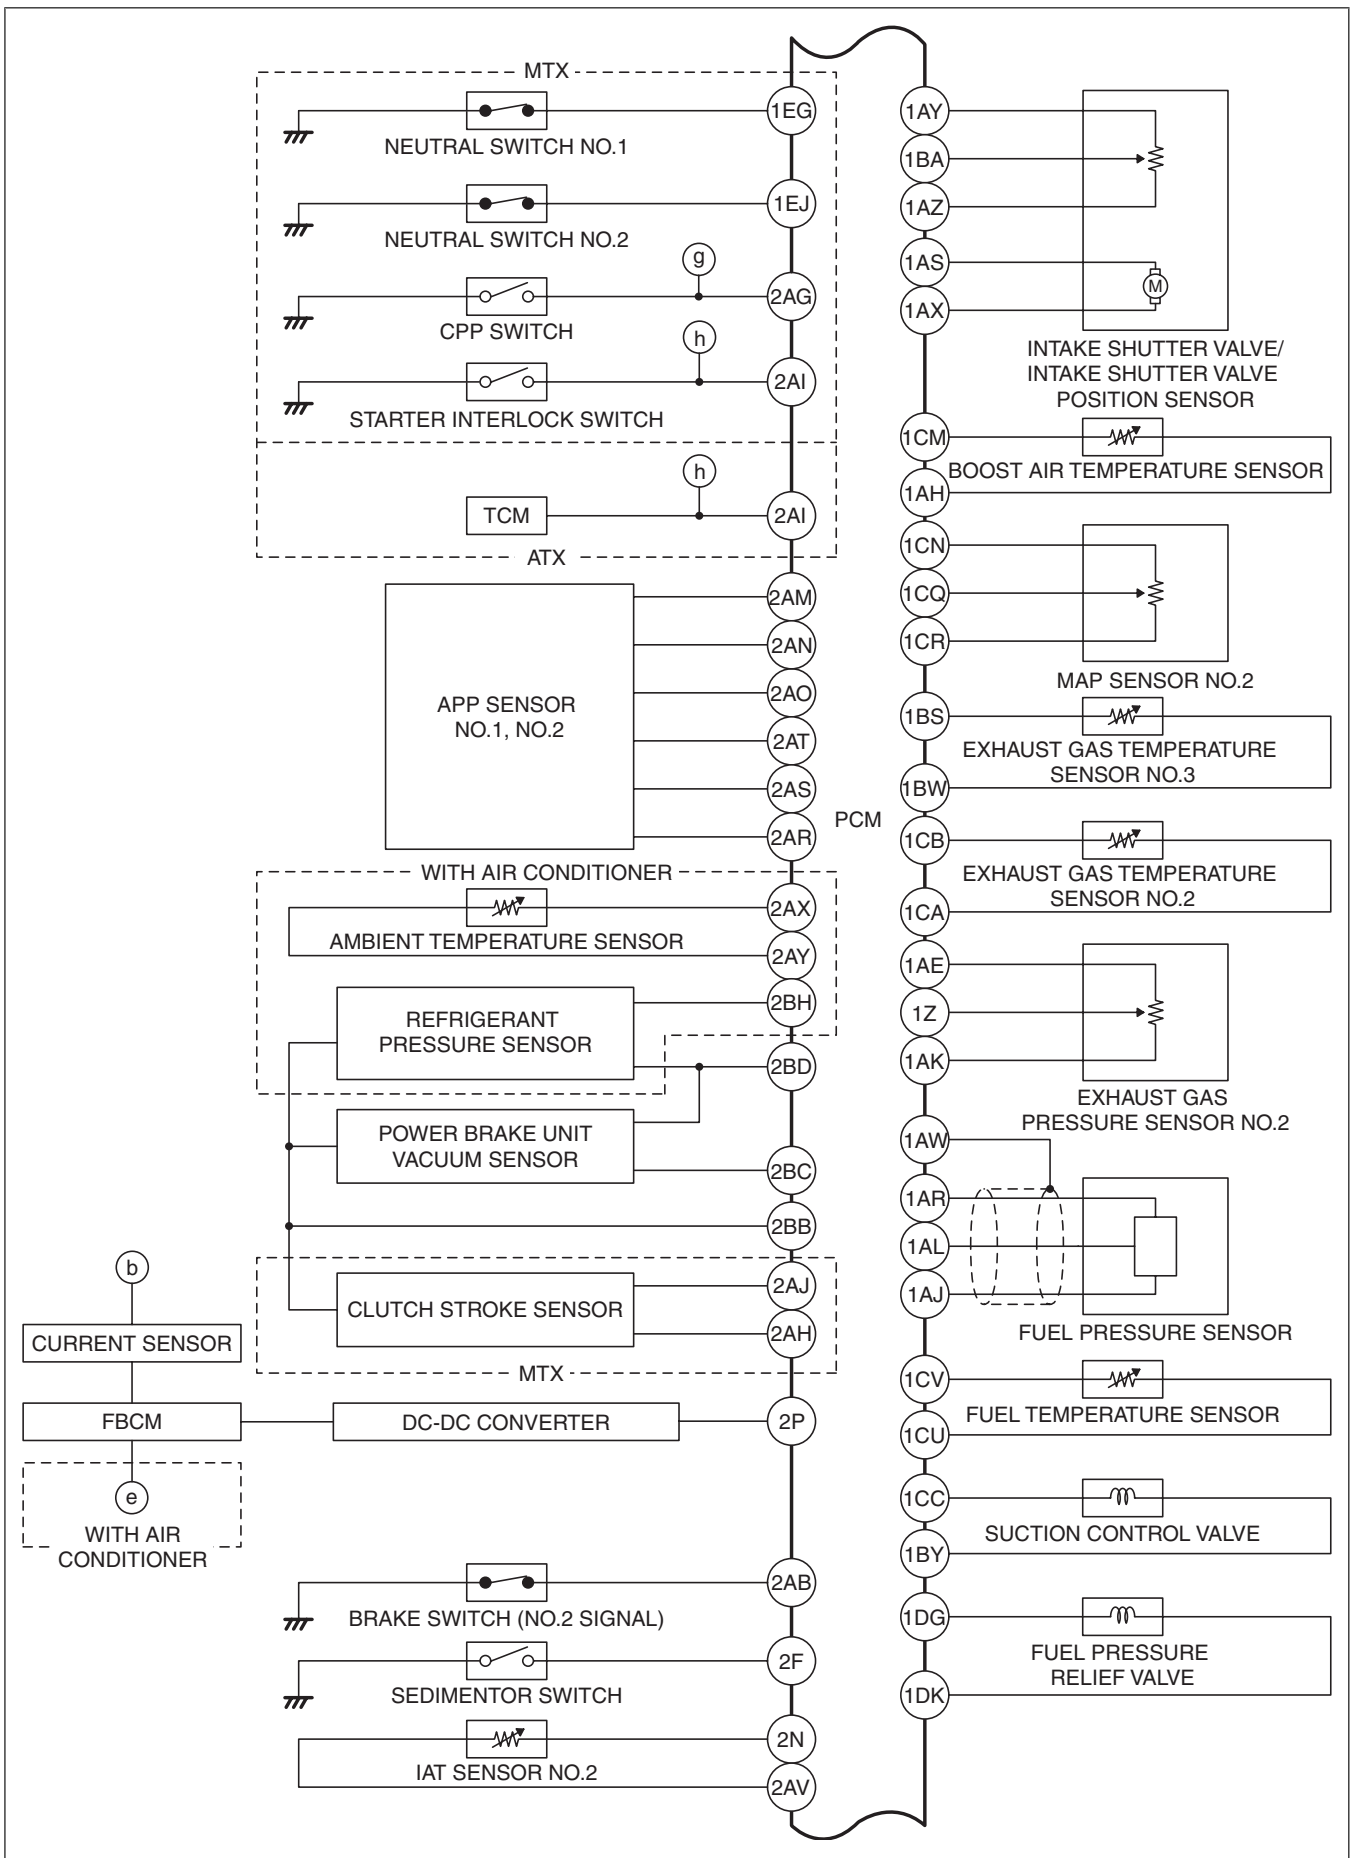 MTX
1EG
NEUTRAL SWITCH NO.1
1EJ
NEUTRAL SWITCH NO.2
g
2AG
CPP SWITCH
h
2AI
STARTER INTERLOCK SWITCH
h
TCM
2AI
ATX
2AM
2AN
2AO
2AT
2AS
2AR
APP SENSOR
NO.1, NO.2
WITH AIR CONDITIONER
2AX
AMBIENT TEMPERATURE SENSOR
2AY
2BH
REFRIGERANT
PRESSURE SENSOR
2BD
POWER BRAKE UNIT
VACUUM SENSOR
2BC
2BB
2AJ
CLUTCH STROKE SENSOR
2AH
MTX
b
CURRENT SENSOR
FBCM
DC-DC CONVERTER
2P
e
WITH AIR
CONDITIONER
2AB
BRAKE SWITCH (NO.2 SIGNAL)
2F
SEDIMENTOR SWITCH
2N
IAT SENSOR NO.2
2AV
PCM
1AY
1BA
1AZ
1AS
M
1AX
INTAKE SHUTTER VALVE/
INTAKE SHUTTER VALVE
POSITION SENSOR
1CM
BOOST AIR TEMPERATURE SENSOR
1AH
1CN
1CQ
1CR
MAP SENSOR NO.2
1BS
EXHAUST GAS TEMPERATURE
SENSOR NO.3
1BW
1CB
EXHAUST GAS TEMPERATURE
SENSOR NO.2
1CA
1AE
1Z
1AK
EXHAUST GAS
PRESSURE SENSOR NO.2
1AW
1AR
1AL
1AJ
FUEL PRESSURE SENSOR
1CV
FUEL TEMPERATURE SENSOR
1CU
1CC
SUCTION CONTROL VALVE
1BY
1DG
FUEL PRESSURE
RELIEF VALVE
1DK